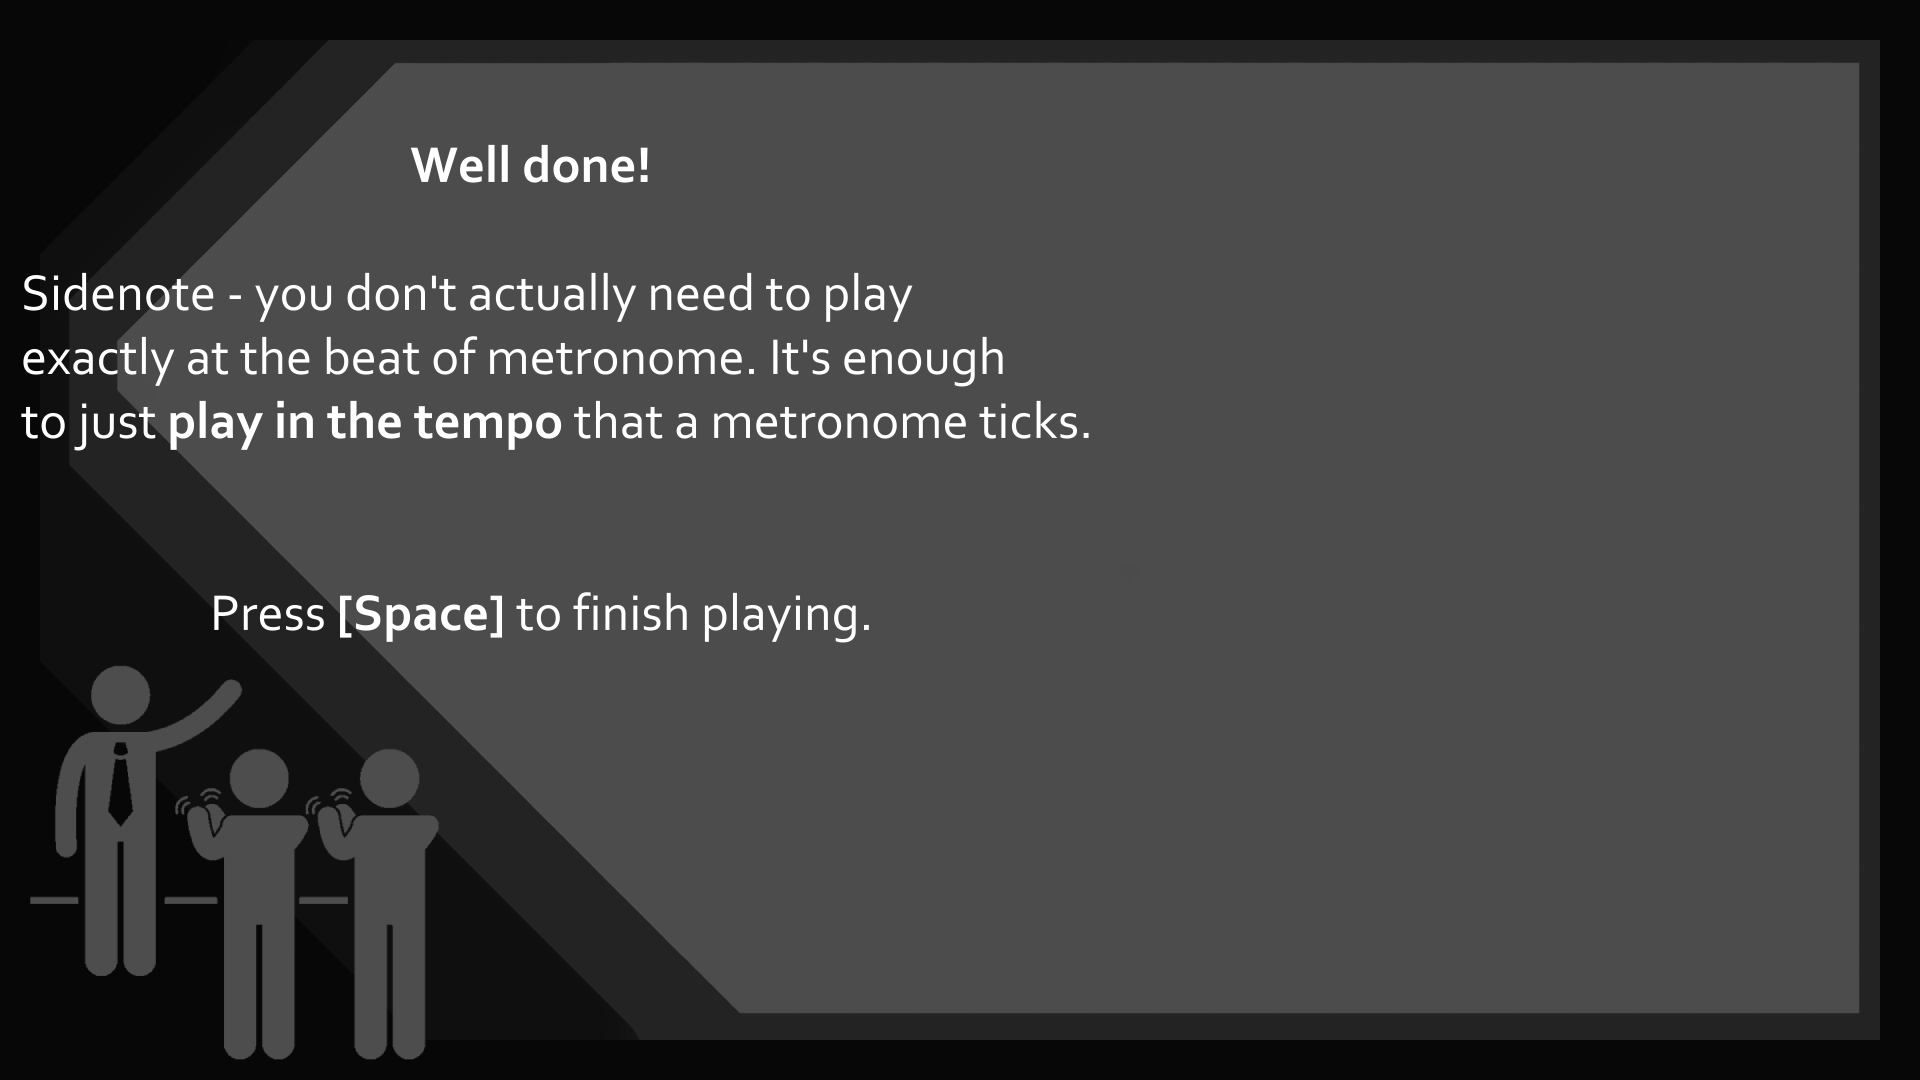 Well done!
Sidenote - you don't actually need to play
exactly at the beat of metronome. It's enough
to just play in the tempo that a metronome ticks.
Press [Space] to finish playing.